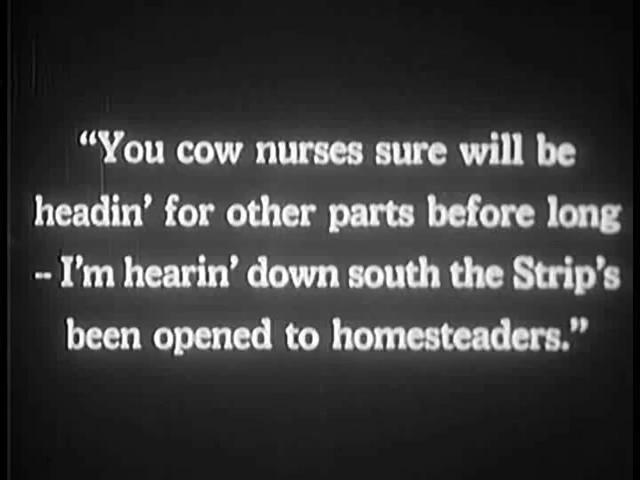 “You cow nurses sure will be
headin’ for other parts before long
-- I’m hearin’ down south the Strip’s
been opened to homesteaders.”